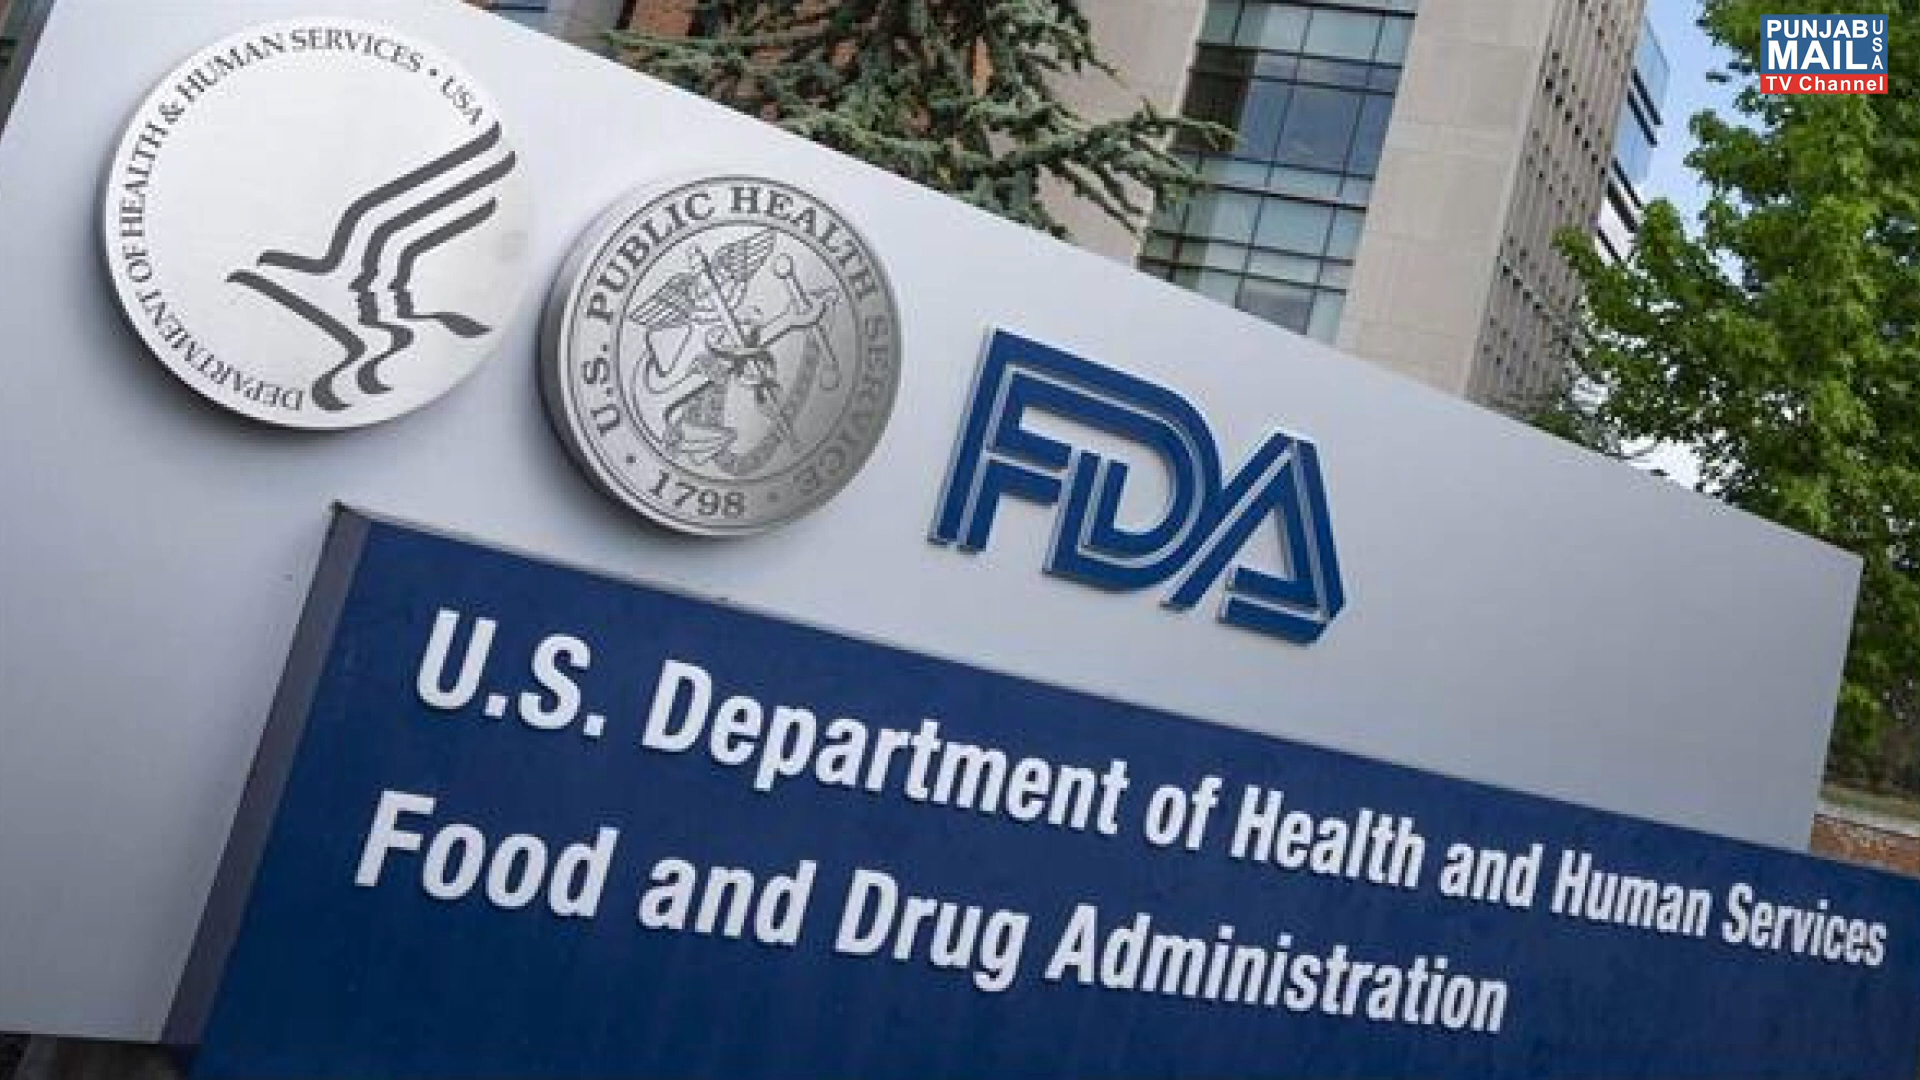 DEPARTMENT OF HEALTH & HUMAN SERVICES • USA
U.S. PUBLIC HEALTH SERVICE
• 1798 •
FDA
U.S. Department of Health and Human Services
Food and Drug Administration
PUNJAB
MAIL
USA
TV Channel